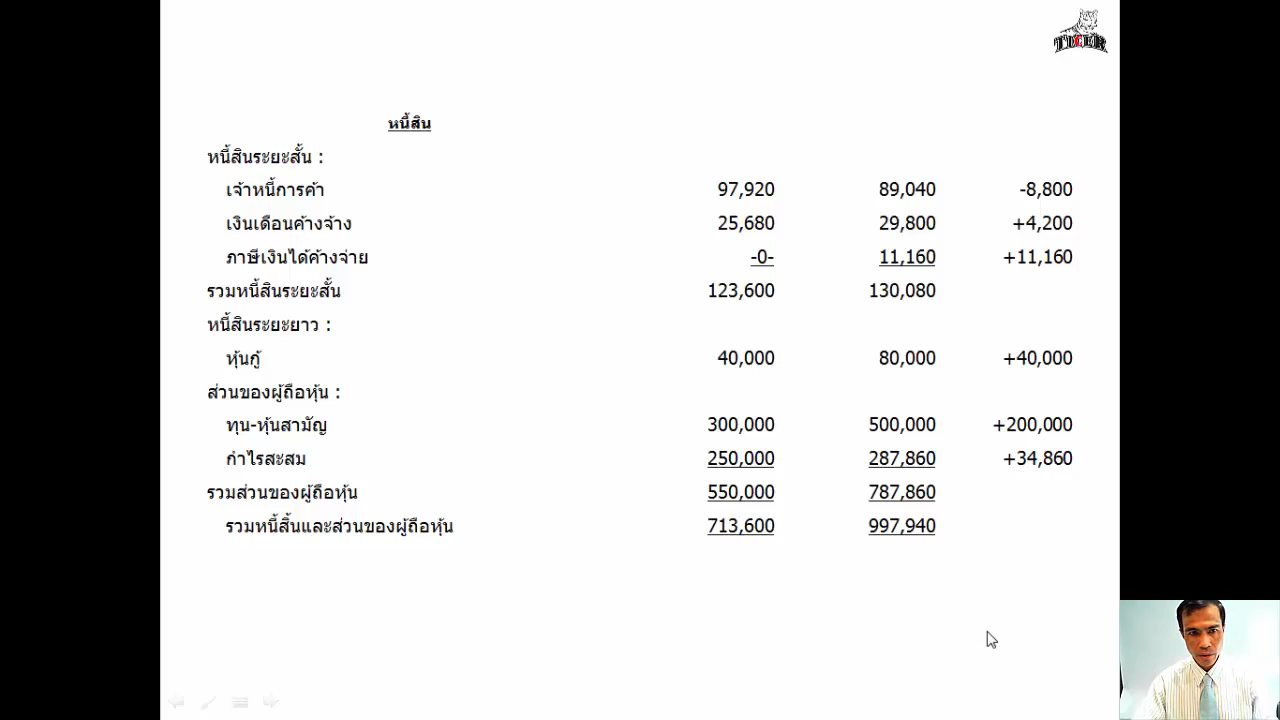 TIGER
หนี้สิน
หนี้สินระยะสั้น :
เจ้าหนี้การค้า 97,920 89,040 -8,800
เงินเดือนค้างจ้าง 25,680 29,800 +4,200
ภาษีเงินได้ค้างจ่าย -0- 11,160 +11,160
รวมหนี้สินระยะสั้น 123,600 130,080
หนี้สินระยะยาว :
หุ้นกู้ 40,000 80,000 +40,000
ส่วนของผู้ถือหุ้น :
ทุน-หุ้นสามัญ 300,000 500,000 +200,000
กำไรสะสม 250,000 287,860 +34,860
รวมส่วนของผู้ถือหุ้น 550,000 787,860
รวมหนี้สิ้นและส่วนของผู้ถือหุ้น 713,600 997,940